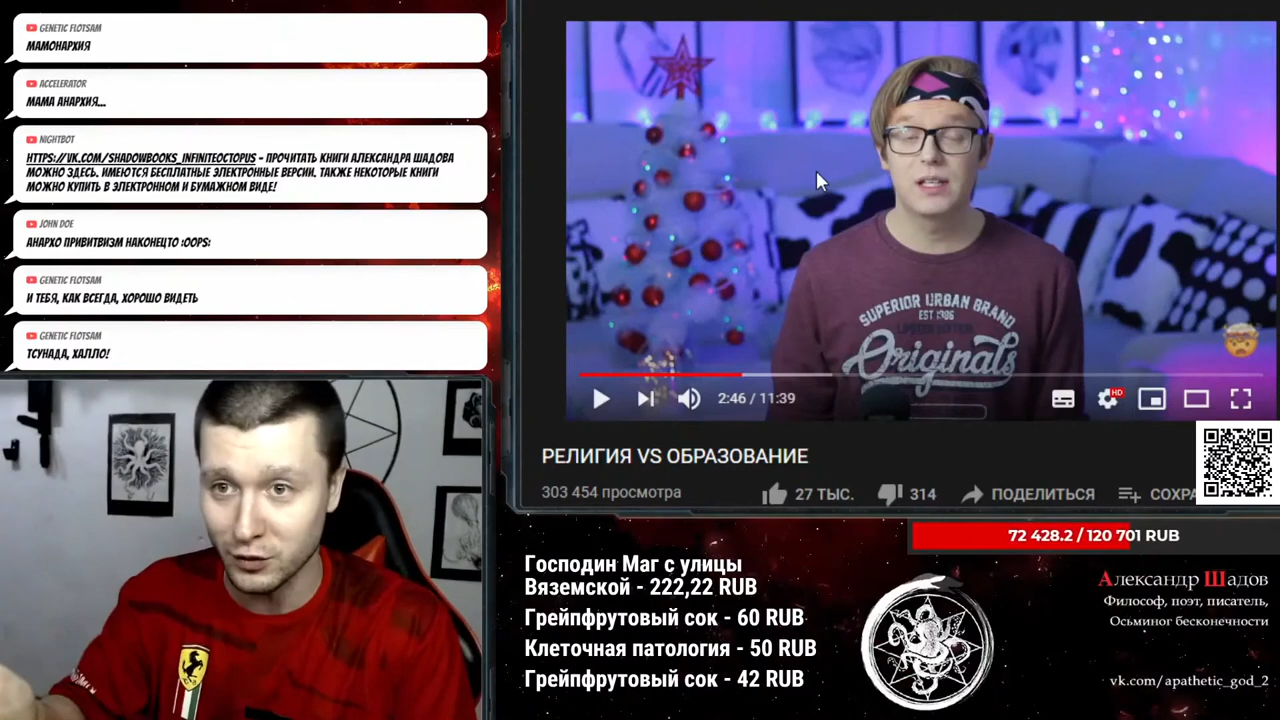 GENETIC FLOTSAM
МАМОНАРХИЯ
ACCELERATOR
МАМА АНАРХИЯ...
NIGHTBOT
HTTPS://VK.COM/SHADOWBOOKS_INFINITEOCTOPUS - ПРОЧИТАТЬ КНИГИ АЛЕКСАНДРА ШАДОВА
МОЖНО ЗДЕСЬ. ИМЕЮТСЯ БЕСПЛАТНЫЕ ЭЛЕКТРОННЫЕ ВЕРСИИ. ТАКЖЕ НЕКОТОРЫЕ КНИГИ
МОЖНО КУПИТЬ В ЭЛЕКТРОННОМ И БУМАЖНОМ ВИДЕ!
JOHN DOE
АНАРХО ПРИВИТВИЗМ НАКОНЕЦТО :OOPS:
GENETIC FLOTSAM
И ТЕБЯ, КАК ВСЕГДА, ХОРОШО ВИДЕТЬ
GENETIC FLOTSAM
ТСУНАДА, ХАЛЛО!
SUPERIOR URBAN BRAND
Originals
2:46 / 11:39
HD
РЕЛИГИЯ VS ОБРАЗОВАНИЕ
303 454 просмотра
27 ТЫС.
314
ПОДЕЛИТЬСЯ
СОХРА
72 428.2 / 120 701 RUB
Господин Маг с улицы
Вяземской - 222,22 RUB
Грейпфрутовый сок - 60 RUB
Клеточная патология - 50 RUB
Грейпфрутовый сок - 42 RUB
Александр Шадов
Философ, поэт, писатель,
Осьминог бесконечности
vk.com/apathetic_god_2